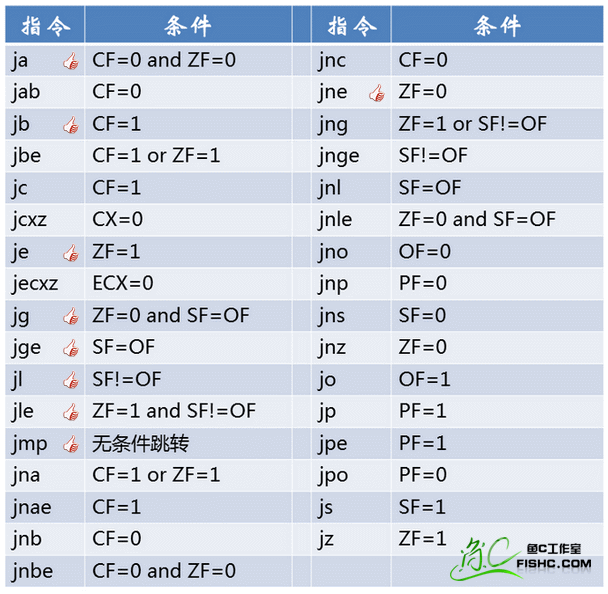 指令 条件 指令 条件
ja CF=0 and ZF=0 jnc CF=0
jab CF=0 jne ZF=0
jb CF=1 jng ZF=1 or SF!=OF
jbe CF=1 or ZF=1 jnge SF!=OF
jc CF=1 jnl SF=OF
jcxz CX=0 jnle ZF=0 and SF=OF
je ZF=1 jno OF=0
jecxz ECX=0 jnp PF=0
jg ZF=0 and SF=OF jns SF=0
jge SF=OF jnz ZF=0
jl SF!=OF jo OF=1
jle ZF=1 and SF!=OF jp PF=1
jmp 无条件跳转 jpe PF=1
jna CF=1 or ZF=1 jpo PF=0
jnae CF=1 js SF=1
jnb CF=0 jz ZF=1
jnbe CF=0 and ZF=0
鱼C 鱼C工作室
FISHC.COM